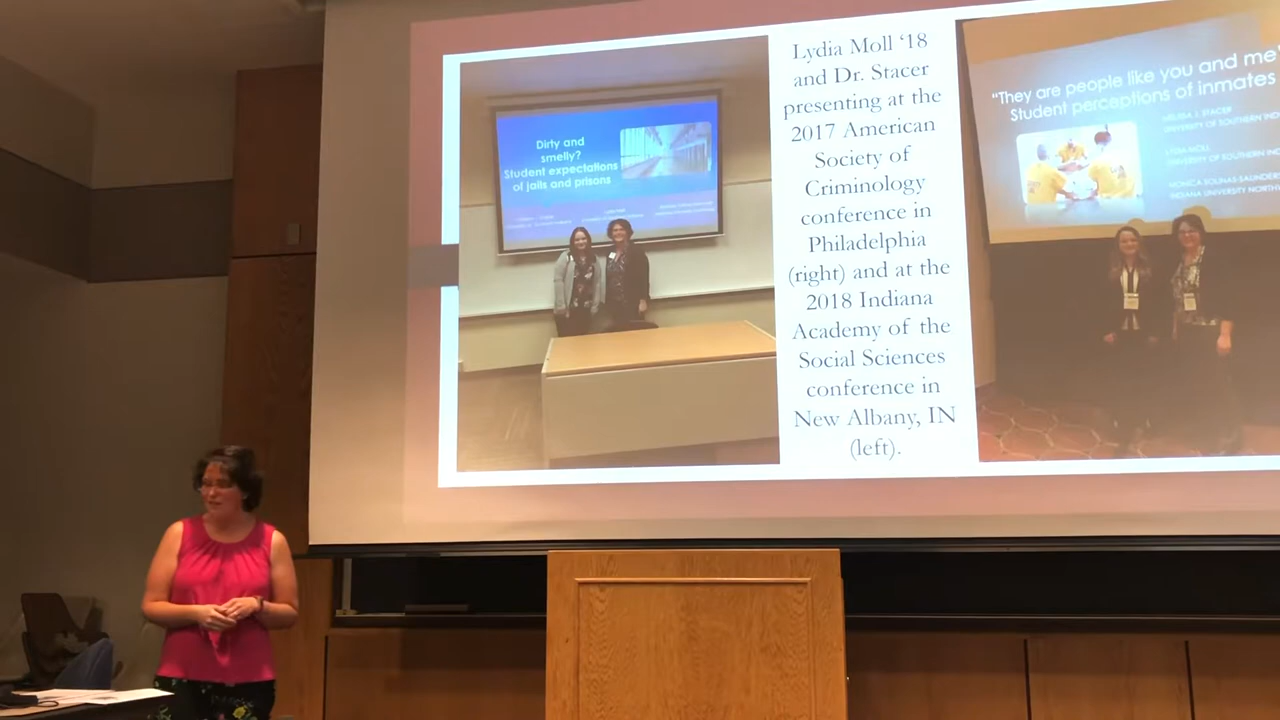 Dirty and
smelly?
Student expectations
of jails and prisons
Lydia Moll ‘18
and Dr. Stacer
presenting at the
2017 American
Society of
Criminology
conference in
Philadelphia
(right) and at the
2018 Indiana
Academy of the
Social Sciences
conference in
New Albany, IN
(left).
"They are people like you and me"
Student perceptions of inmates
MELISSA J. STACER
UNIVERSITY OF SOUTHERN IND
LYDIA MOLL
UNIVERSITY OF SOUTHERN IND
MONICA SOLINAS-SAUNDERS
INDIANA UNIVERSITY NORTH